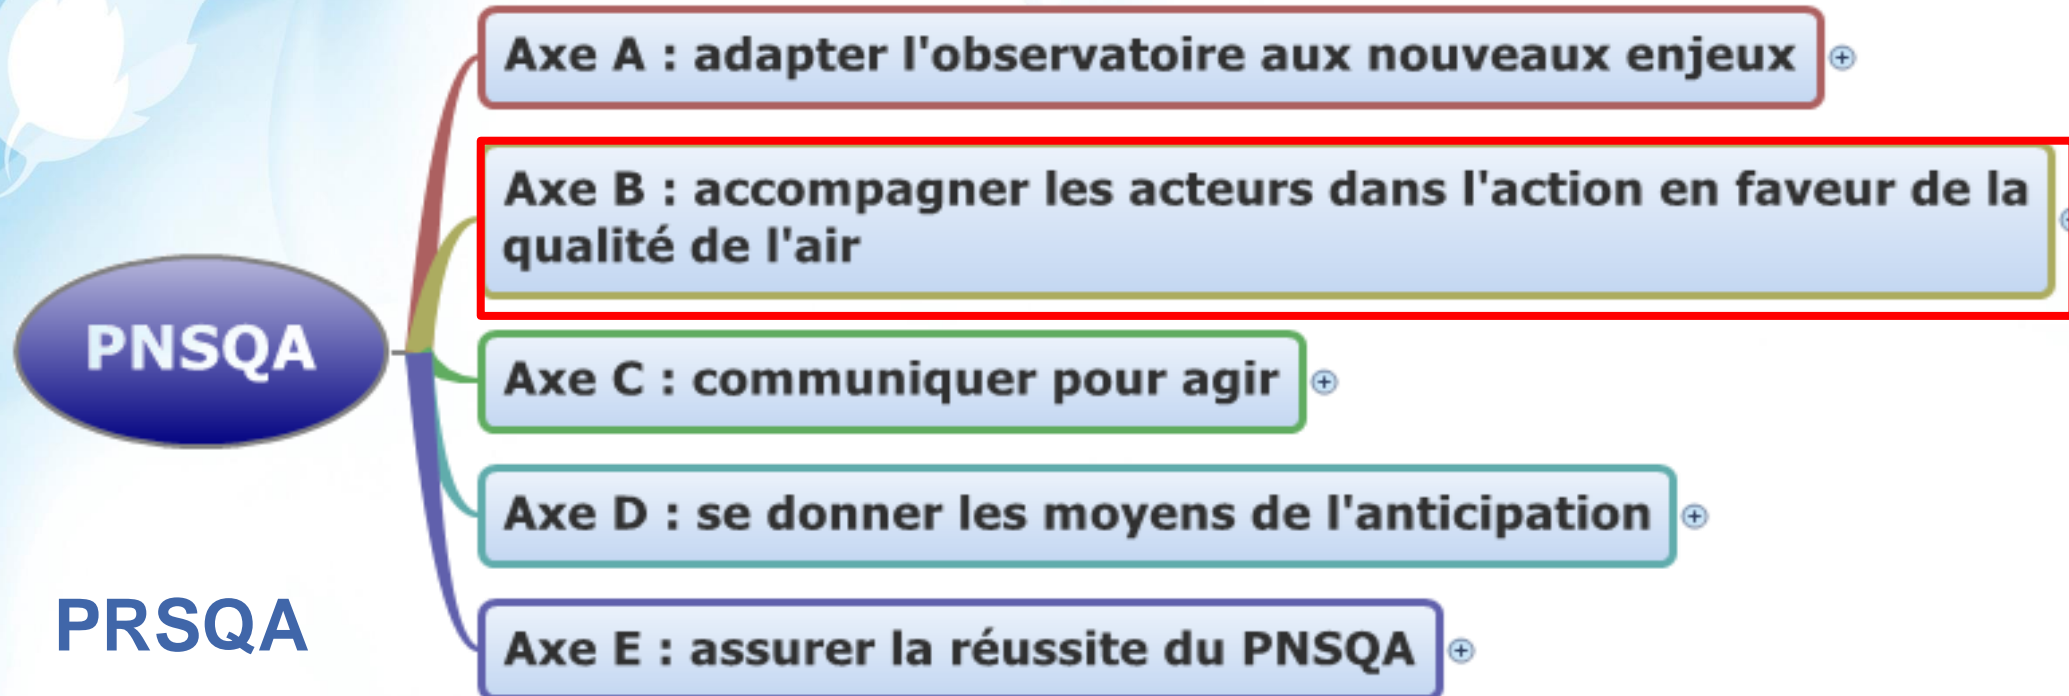 Axe A : adapter l'observatoire aux nouveaux enjeux
Axe B : accompagner les acteurs dans l'action en faveur de la
qualité de l'air
PNSQA
Axe C : communiquer pour agir
Axe D : se donner les moyens de l'anticipation
PRSQA
Axe E : assurer la réussite du PNSQA